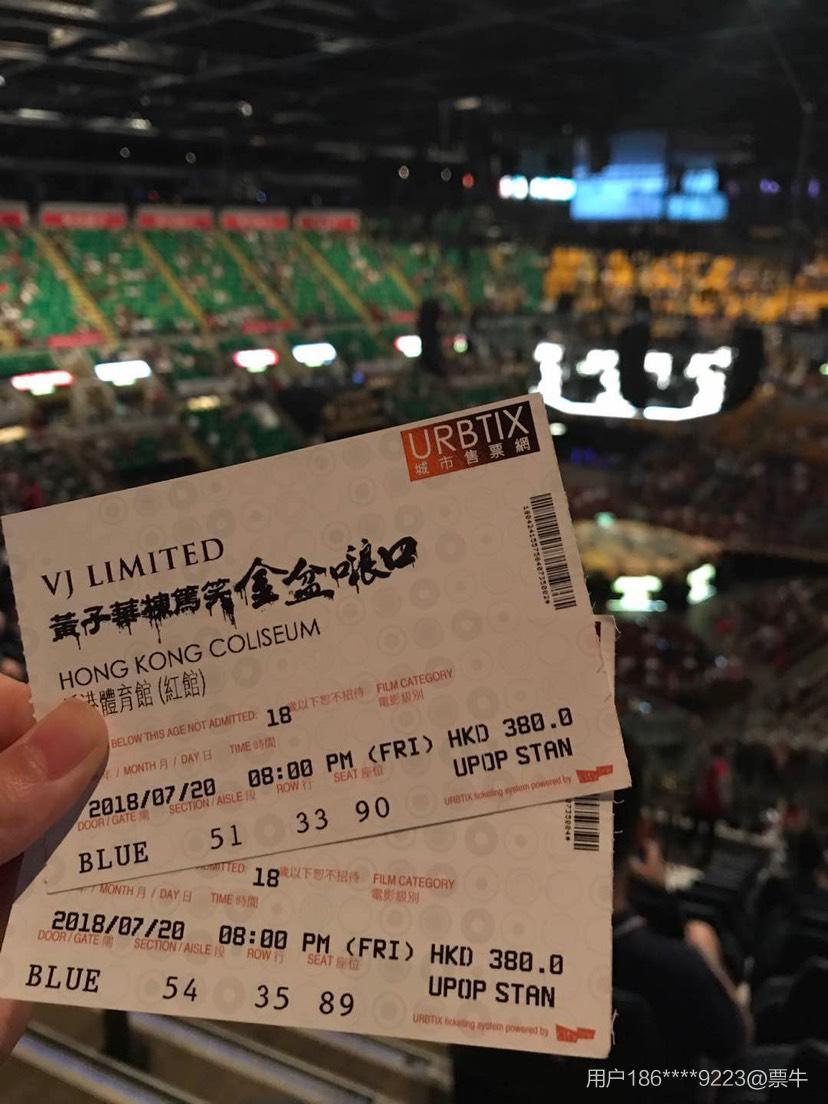 URBTIX
城市售票網
VJ LIMITED
黃子華棟篤笑金盆𠺘口
HONG KONG COLISEUM
港體育館 (紅館)
BELOW THIS AGE NOT ADMITTED: 18 歲以下恕不招待 FILM CATEGORY
電影級別
年 / MONTH 月 / DAY 日 TIME 時間
2018/07/20 08:00 PM (FRI) HKD 380.0
DOOR / GATE 閘 SECTION / AISLE 段 ROW 行 SEAT 座位 UPOP STAN
BLUE 51 33 90
URBTIX ticketing system powered by
MITTED: 18 歲以下恕不招待 FILM CATEGORY
電影級別
/ MONTH 月 / DAY 日 TIME 時間
2018/07/20 08:00 PM (FRI) HKD 380.0
DOOR / GATE 閘 SECTION / AISLE 段 ROW 行 SEAT 座位 UPOP STAN
BLUE 54 35 89
URBTIX ticketing system powered by
用户186****9223@票牛